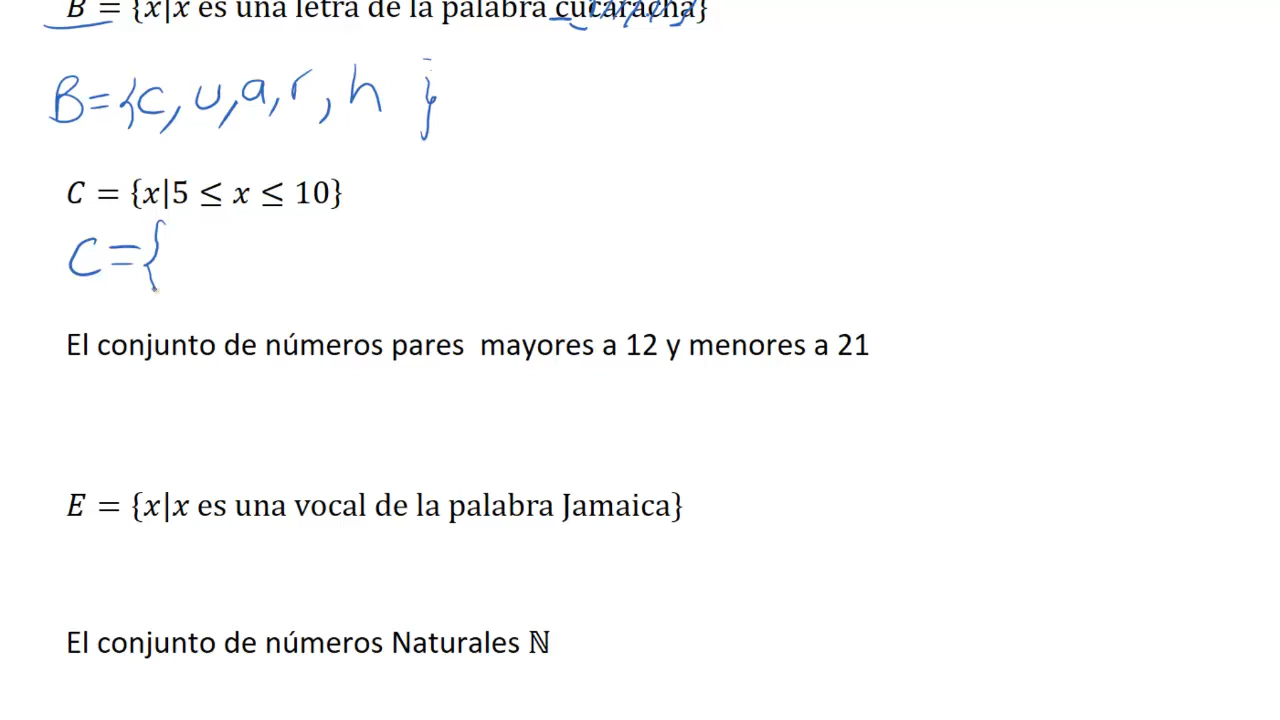 B = {x|x es una letra de la palabra cucaracha}
B={c, u, a, r, h }
C = {x|5 ≤ x ≤ 10}
C={
El conjunto de números pares  mayores a 12 y menores a 21
E = {x|x es una vocal de la palabra Jamaica}
El conjunto de números Naturales ℕ